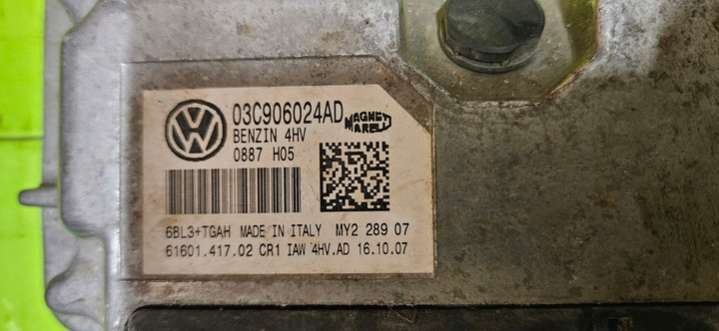 03C906024AD
BENZIN 4HV
MAGNETI
MARELLI
0887 H05
6BL3+TGAH MADE IN ITALY MY2 289 07
61601.417.02 CR1 IAW 4HV.AD 16.10.07